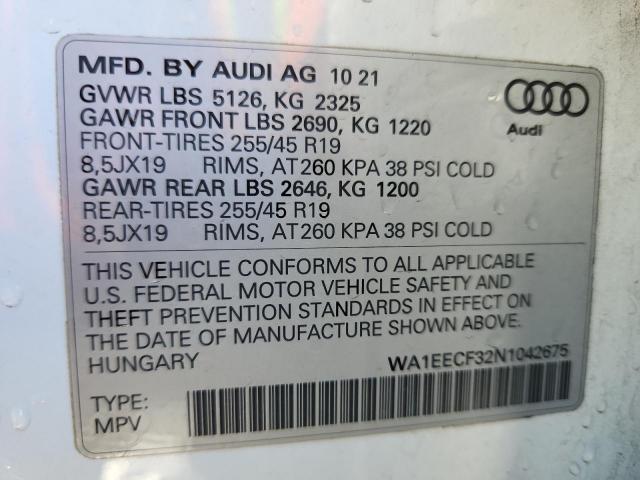 MFD. BY AUDI AG 10 21
GVWR LBS 5126, KG 2325
GAWR FRONT LBS 2690, KG 1220
FRONT-TIRES 255/45 R19
8,5JX19 RIMS, AT 260 KPA 38 PSI COLD
GAWR REAR LBS 2646, KG 1200
REAR-TIRES 255/45 R19
8,5JX19 RIMS, AT 260 KPA 38 PSI COLD
Audi
THIS VEHICLE CONFORMS TO ALL APPLICABLE
U.S. FEDERAL MOTOR VEHICLE SAFETY AND
THEFT PREVENTION STANDARDS IN EFFECT ON
THE DATE OF MANUFACTURE SHOWN ABOVE.
HUNGARY WA1EECF32N1042675
TYPE:
MPV